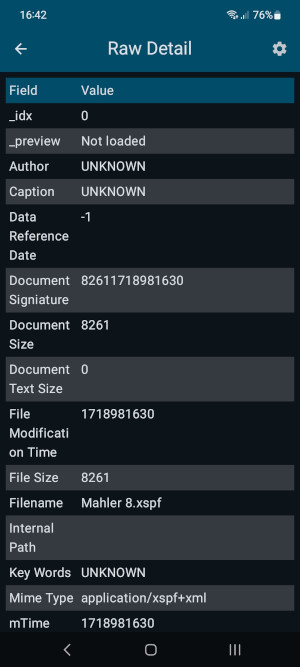 16:42 76%
Raw Detail
Field Value
_idx 0
_preview Not loaded
Author UNKNOWN
Caption UNKNOWN
Data -1
Reference
Date
Document 82611718981630
Signiature
Document 8261
Size
Document 0
Text Size
File 1718981630
Modificati
on Time
File Size 8261
Filename Mahler 8.xspf
Internal
Path
Key Words UNKNOWN
Mime Type application/xspf+xml
mTime 1718981630